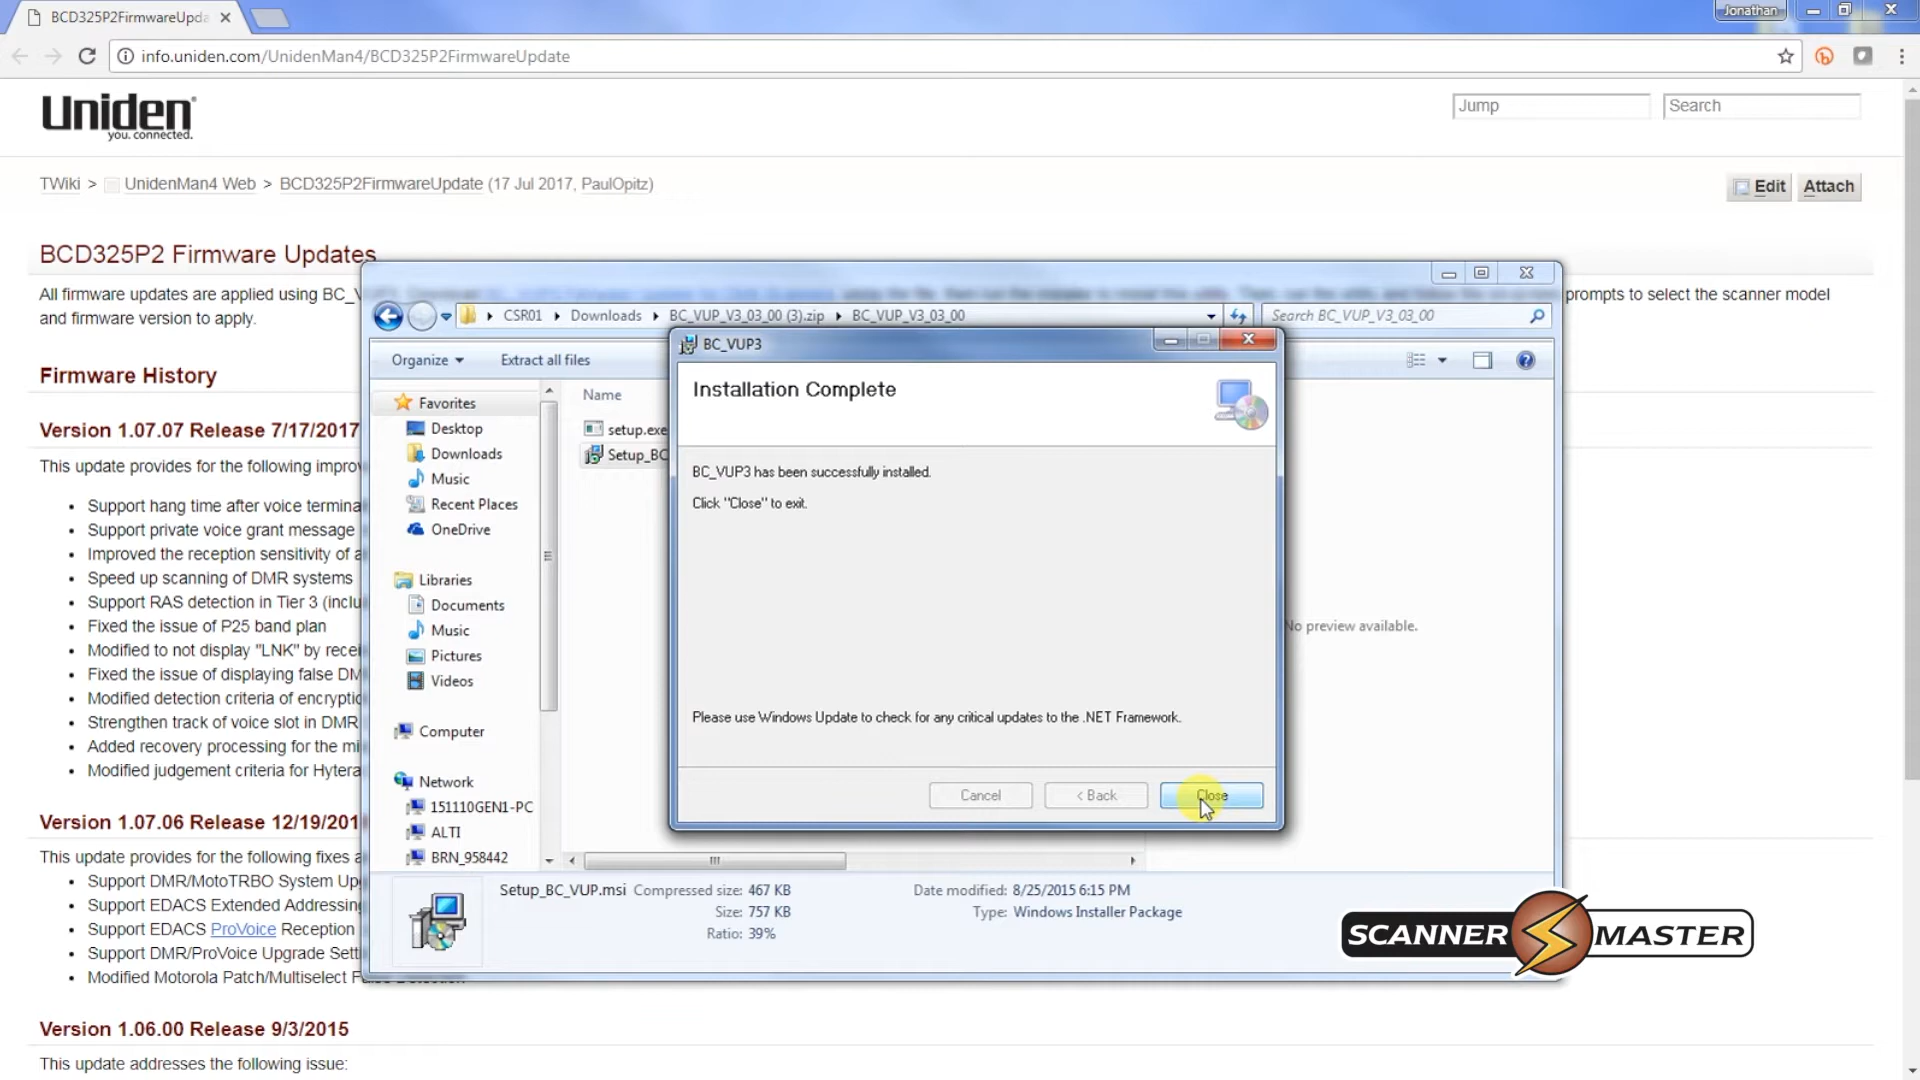 BCD325P2FirmwareUpda
Jonathan
info.uniden.com/UnidenMan4/BCD325P2FirmwareUpdate
Uniden
you. connected.
Jump
Search
TWiki > UnidenMan4 Web > BCD325P2FirmwareUpdate (17 Jul 2017, PaulOpitz)
Edit
Attach
BCD325P2 Firmware Updates
All firmware updates are applied using BC_V
prompts to select the scanner model
and firmware version to apply.
Firmware History
Version 1.07.07 Release 7/17/2017
This update provides for the following improv
• Support hang time after voice termina
• Support private voice grant message
• Improved the reception sensitivity of a
• Speed up scanning of DMR systems
• Support RAS detection in Tier 3 (inclu
• Fixed the issue of P25 band plan
• Modified to not display "LNK" by recei
• Fixed the issue of displaying false DM
• Modified detection criteria of encryptio
• Strengthen track of voice slot in DMR
• Added recovery processing for the mi
• Modified judgement criteria for Hytera
Version 1.07.06 Release 12/19/201
This update provides for the following fixes a
• Support DMR/MotoTRBO System Upg
• Support EDACS Extended Addressing
• Support EDACS ProVoice Reception
• Support DMR/ProVoice Upgrade Setti
• Modified Motorola Patch/Multiselect
Version 1.06.00 Release 9/3/2015
This update addresses the following issue:
CSR01 Downloads BC_VUP_V3_03_00 (3).zip BC_VUP_V3_03_00
Search BC_VUP_V3_03_00
Organize
Extract all files
Favorites
Desktop
Downloads
Music
Recent Places
OneDrive
Libraries
Documents
Music
Pictures
Videos
Computer
Network
151110GEN1-PC
ALTI
BRN_958442
Name
setup.exe
Setup_BC
No preview available.
BC_VUP3
Installation Complete
BC_VUP3 has been successfully installed.
Click "Close" to exit.
Please use Windows Update to check for any critical updates to the .NET Framework.
Cancel
< Back
Close
Setup_BC_VUP.msi Compressed size: 467 KB
Size: 757 KB
Ratio: 39%
Date modified: 8/25/2015 6:15 PM
Type: Windows Installer Package
SCANNER MASTER